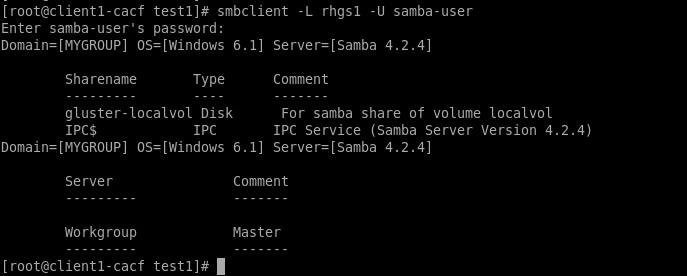 [root@client1-cacf test1]# smbclient -L rhgs1 -U samba-user
Enter samba-user's password:
Domain=[MYGROUP] OS=[Windows 6.1] Server=[Samba 4.2.4]
Sharename Type Comment
--------- ---- -------
gluster-localvol Disk For samba share of volume localvol
IPC$ IPC IPC Service (Samba Server Version 4.2.4)
Domain=[MYGROUP] OS=[Windows 6.1] Server=[Samba 4.2.4]
Server Comment
--------- -------
Workgroup Master
--------- -------
[root@client1-cacf test1]#